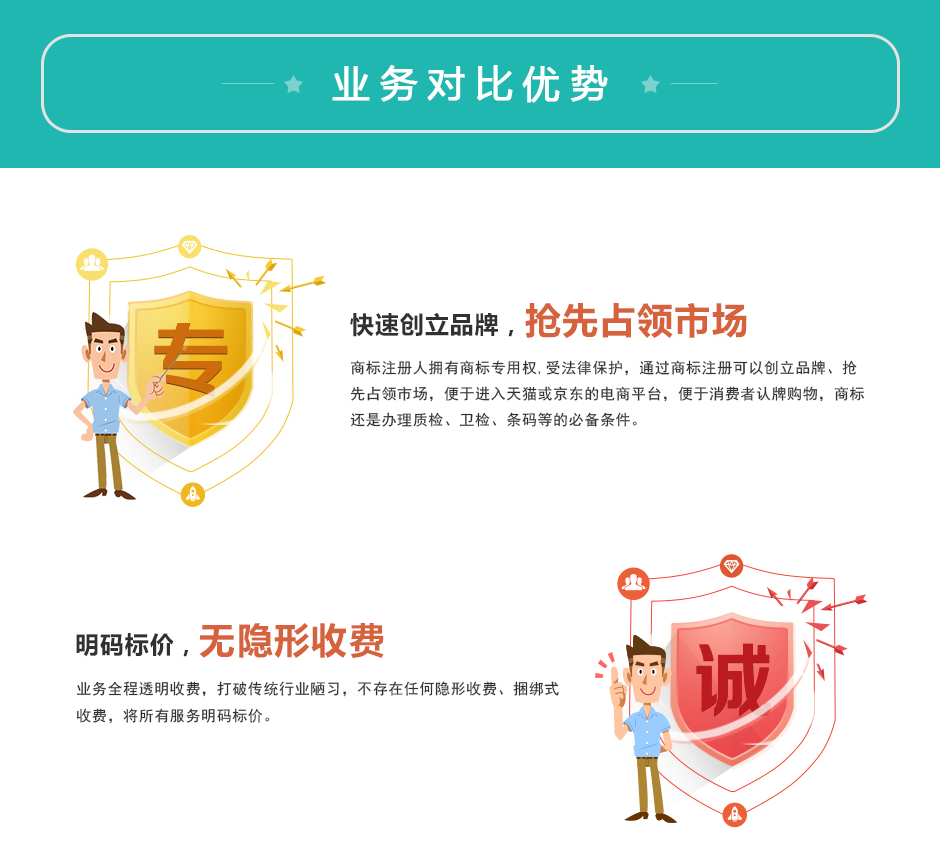 业务对比优势
专
快速创立品牌，抢先占领市场
商标注册人拥有商标专用权,受法律保护，通过商标注册可以创立品牌、抢
先占领市场，便于进入天猫或京东的电商平台，便于消费者认牌购物，商标
还是办理质检、卫检、条码等的必备条件。
诚
明码标价，无隐形收费
业务全程透明收费，打破传统行业陋习，不存在任何隐形收费、捆绑式
收费，将所有服务明码标价。